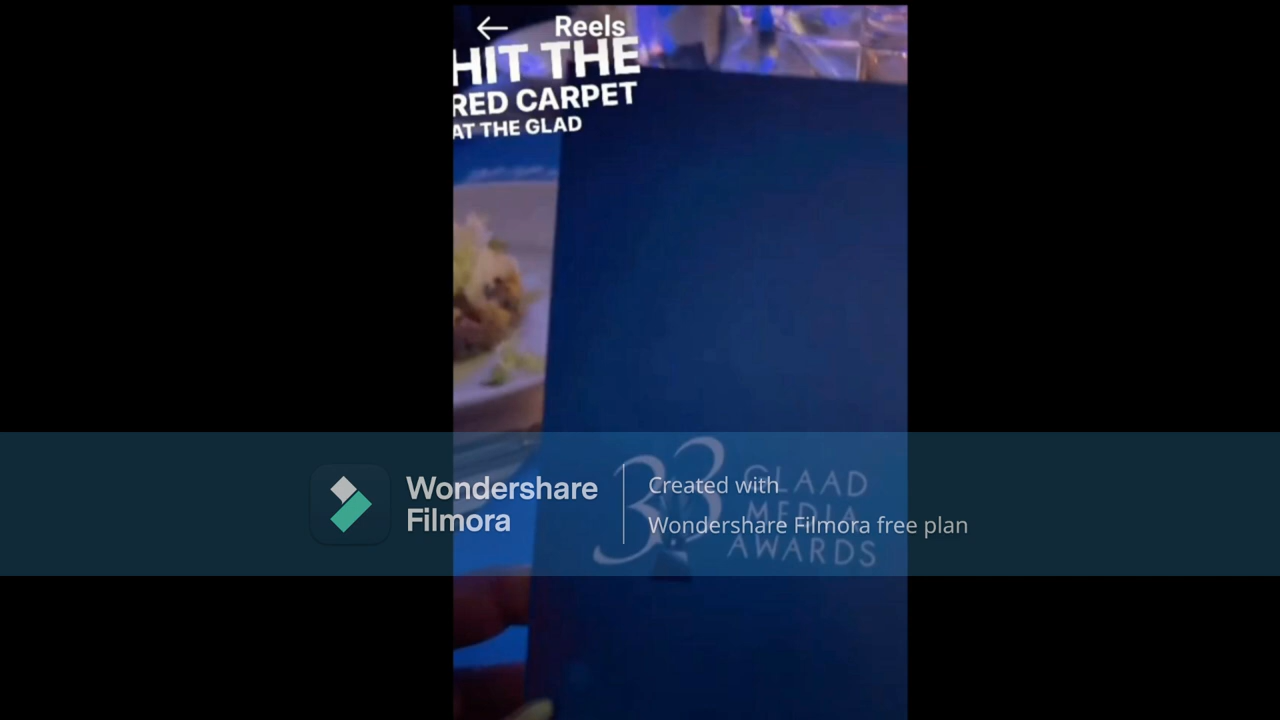 Reels
HIT THE
RED CARPET
AT THE GLAD
33
GLAAD
MEDIA
AWARDS
Wondershare
Filmora
Created with
Wondershare Filmora free plan